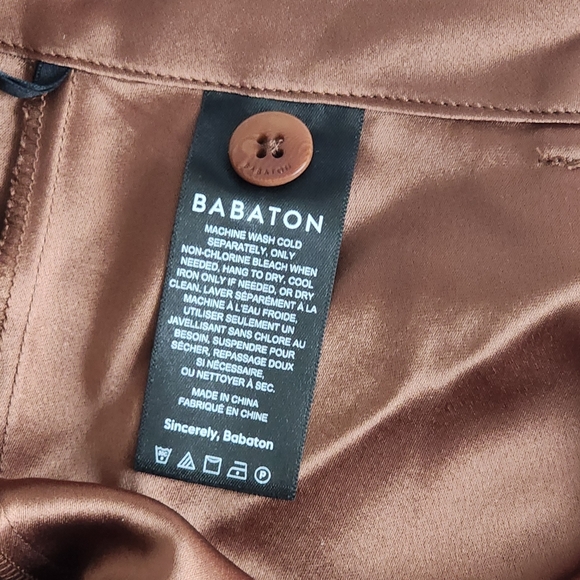 BABATON
BABATON
MACHINE WASH COLD
SEPARATELY, ONLY
NON-CHLORINE BLEACH WHEN
NEEDED, HANG TO DRY, COOL
IRON ONLY IF NEEDED, OR DRY
CLEAN. LAVER SÉPARÉMENT À LA
MACHINE À L'EAU FROIDE
UTILISER SEULEMENT UN
JAVELLISANT SANS CHLORE AU
BESOIN, SUSPENDRE POUR
SÉCHER, REPASSAGE DOUX
SI NÉCESSAIRE,
OU NETTOYER À SEC.
MADE IN CHINA
FABRIQUÉ EN CHINE
Sincerely, Babaton
P